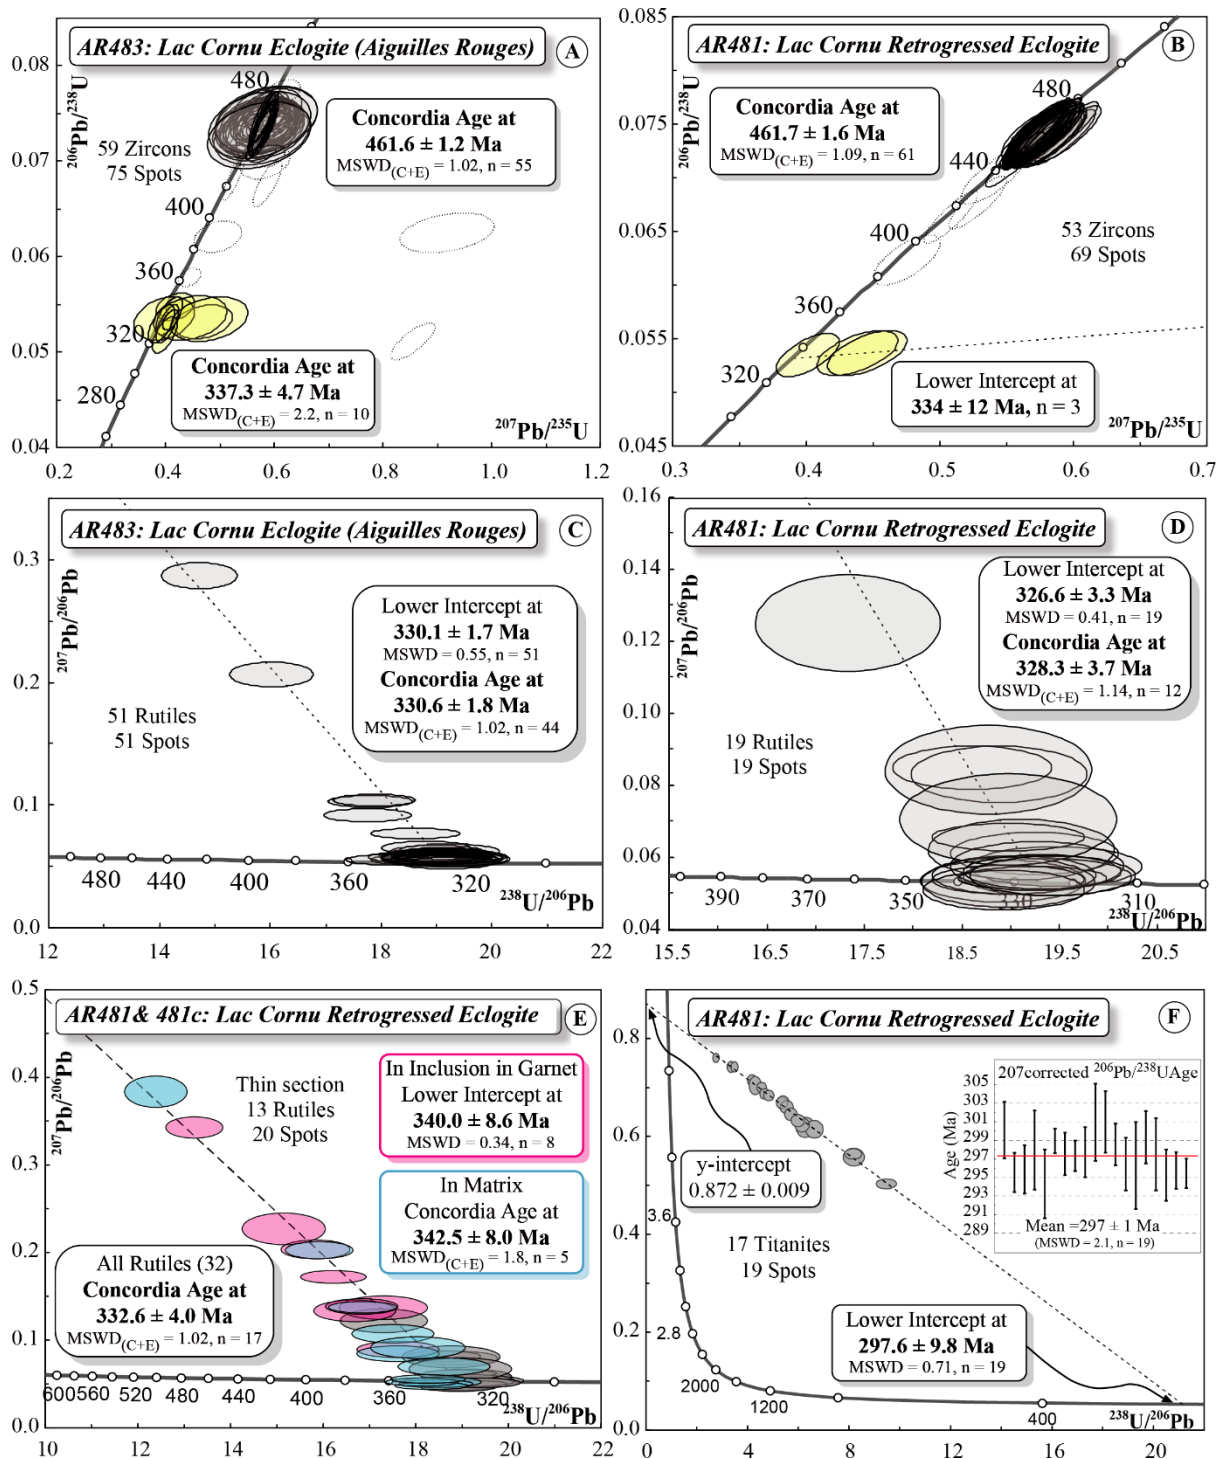 AR483: Lac Cornu Eclogite (Aiguilles Rouges)
A
0.08
0.07
0.06
0.05
0.04
²⁰⁶Pb/²³⁸U
480
400
360
320
280
59 Zircons
75 Spots
Concordia Age at
461.6 ± 1.2 Ma
MSWD(C+E) = 1.02, n = 55
Concordia Age at
337.3 ± 4.7 Ma
MSWD(C+E) = 2.2, n = 10
²⁰⁷Pb/²³⁵U
0.2 0.4 0.6 0.8 1.0 1.2
AR481: Lac Cornu Retrogressed Eclogite
B
0.085
0.075
0.065
0.055
0.045
²⁰⁶Pb/²³⁸U
480
440
400
360
320
Concordia Age at
461.7 ± 1.6 Ma
MSWD(C+E) = 1.09, n = 61
53 Zircons
69 Spots
Lower Intercept at
334 ± 12 Ma, n = 3
²⁰⁷Pb/²³⁵U
0.3 0.4 0.5 0.6 0.7
AR483: Lac Cornu Eclogite (Aiguilles Rouges)
C
0.3
0.2
0.1
0.0
²⁰⁷Pb/²⁰⁶Pb
51 Rutiles
51 Spots
Lower Intercept at
330.1 ± 1.7 Ma
MSWD = 0.55, n = 51
Concordia Age at
330.6 ± 1.8 Ma
MSWD(C+E) = 1.02, n = 44
480 440 400 360 320
²³⁸U/²⁰⁶Pb
12 14 16 18 20 22
AR481: Lac Cornu Retrogressed Eclogite
D
0.16
0.14
0.12
0.10
0.08
0.06
0.04
²⁰⁷Pb/²⁰⁶Pb
Lower Intercept at
326.6 ± 3.3 Ma
MSWD = 0.41, n = 19
Concordia Age at
328.3 ± 3.7 Ma
MSWD(C+E) = 1.14, n = 12
19 Rutiles
19 Spots
390 370 350 330 310
²³⁸U/²⁰⁶Pb
15.5 16.5 17.5 18.5 19.5 20.5
AR481& 481c: Lac Cornu Retrogressed Eclogite
E
0.5
0.4
0.3
0.2
0.1
0.0
²⁰⁷Pb/²⁰⁶Pb
Thin section
13 Rutiles
20 Spots
In Inclusion in Garnet
Lower Intercept at
340.0 ± 8.6 Ma
MSWD = 0.34, n = 8
In Matrix
Concordia Age at
342.5 ± 8.0 Ma
MSWD(C+E) = 1.8, n = 5
All Rutiles (32)
Concordia Age at
332.6 ± 4.0 Ma
MSWD(C+E) = 1.02, n = 17
600 560 520 480 440 400 360 320
²³⁸U/²⁰⁶Pb
10 12 14 16 18 20 22
AR481: Lac Cornu Retrogressed Eclogite
F
0.8
0.6
0.4
0.2
0.0
y-intercept
0.872 ± 0.009
17 Titanites
19 Spots
207corrected ²⁰⁶Pb/²³⁸UAge
Age (Ma)
305
303
301
299
297
295
293
291
289
Mean =297 ± 1 Ma
(MSWD = 2.1, n = 19)
Lower Intercept at
297.6 ± 9.8 Ma
MSWD = 0.71, n = 19
3.6
2.8
2000
1200
400
²³⁸U/²⁰⁶Pb
0 4 8 12 16 20